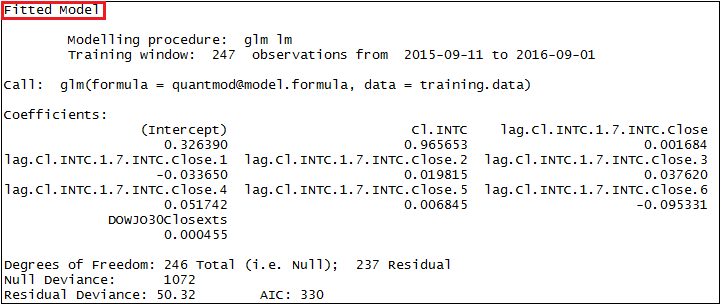 Fitted Model
Modelling procedure: glm lm
Training window: 247 observations from 2015-09-11 to 2016-09-01
Call: glm(formula = quantmod@model.formula, data = training.data)
Coefficients:
(Intercept) Cl.INTC lag.Cl.INTC.1.7.INTC.Close
0.326390 0.965653 0.001684
lag.Cl.INTC.1.7.INTC.Close.1 lag.Cl.INTC.1.7.INTC.Close.2 lag.Cl.INTC.1.7.INTC.Close.3
-0.033650 0.019815 0.037620
lag.Cl.INTC.1.7.INTC.Close.4 lag.Cl.INTC.1.7.INTC.Close.5 lag.Cl.INTC.1.7.INTC.Close.6
0.051742 0.006845 -0.095331
DOWJO30Closexts
0.000455
Degrees of Freedom: 246 Total (i.e. Null); 237 Residual
Null Deviance: 1072
Residual Deviance: 50.32 AIC: 330